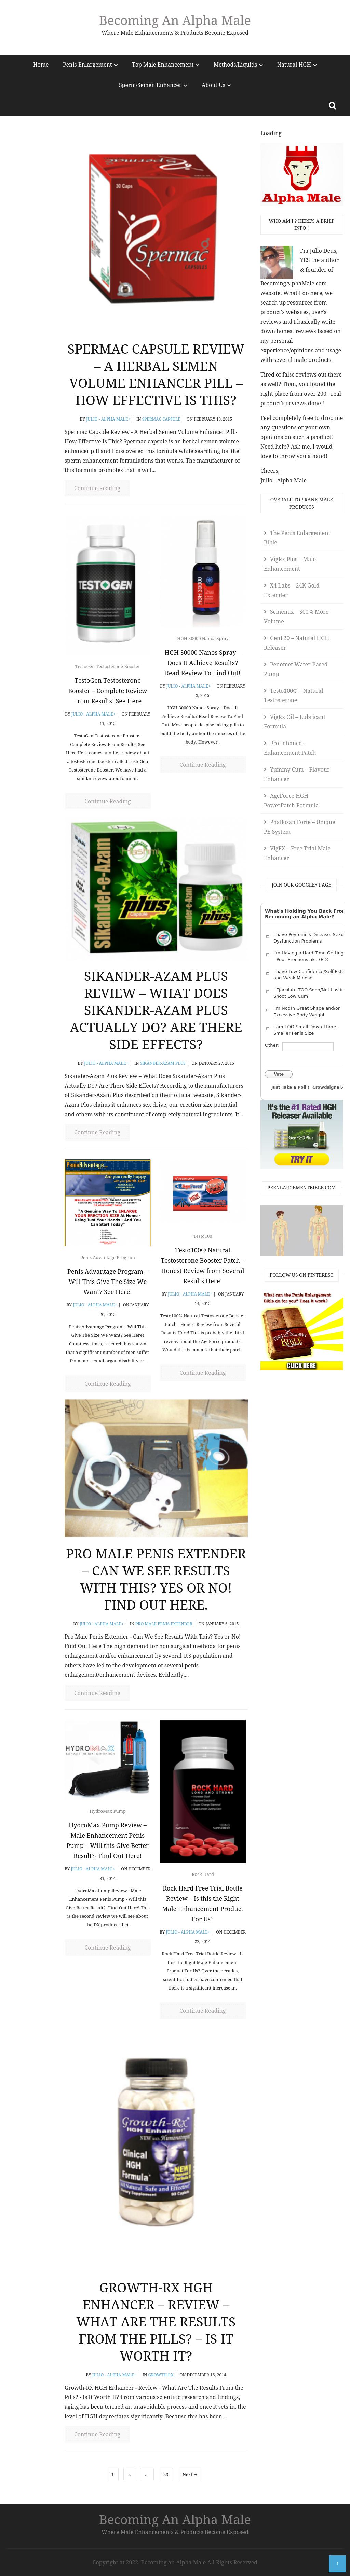 Becoming An Alpha Male
Where Male Enhancements & Products Become Exposed
Home
Penis Enlargement
Top Male Enhancement
Methods/Liquids
Natural HGH
Sperm/Semen Enhancer
About Us
Spermac
30 Caps
SPERMAC CAPSULE REVIEW
– A HERBAL SEMEN
VOLUME ENHANCER PILL –
HOW EFFECTIVE IS THIS?
BY JULIO - ALPHA MALE+ | IN SPERMAC CAPSULE | ON FEBRUARY 18, 2015
Spermac Capsule Review - A Herbal Semen Volume Enhancer Pill -
How Effective Is This? Spermac capsule is an herbal semen volume
enhancer pill and I discovered this formula while searching for the
sperm enhancement formulations that works. The manufacturer of
this formula promotes that is will...
Continue Reading
TESTOGEN
TestoGen Testosterone Booster
TestoGen Testosterone
Booster – Complete Review
From Results! See Here
BY JULIO - ALPHA MALE+ | ON FEBRUARY
11, 2015
TestoGen Testosterone Booster -
Complete Review From Results! See
Here Here comes another review about
a testosterone booster called TestoGen
Testosterone Booster. We have had a
similar review about similar.
Continue Reading
HGH 30000
HGH 30000 Nanos Spray
HGH 30000 Nanos Spray –
Does It Achieve Results?
Read Review To Find Out!
BY JULIO - ALPHA MALE+ | ON FEBRUARY
3, 2015
HGH 30000 Nanos Spray - Does It
Achieve Results? Read Review To Find
Out! Most people despise taking pills to
build the body and/or the muscles of the
body. However,.
Continue Reading
Sikander-e-Azam
plus
SIKANDER-AZAM PLUS
REVIEW – WHAT DOES
SIKANDER-AZAM PLUS
ACTUALLY DO? ARE THERE
SIDE EFFECTS?
BY JULIO - ALPHA MALE+ | IN SIKANDER-AZAM PLUS | ON JANUARY 27, 2015
Sikander-Azam Plus Review – What Does Sikander-Azam Plus
Actually Do? Are There Side Effects? According to the manufacture
of Sikander-Azam Plus described on their official website, Sikander-
Azam Plus claims it enhances sex drive, our erection size potential
and others with its constituent of completely natural ingredients. It...
Continue Reading
PenisAdvantage.com
A Genuine Way To ENLARGE
YOUR ERECTION SIZE At Home -
Using Just Your Hands - And You
Can Start Today"
Penis Advantage Program
Penis Advantage Program –
Will This Give The Size We
Want? See Here!
BY JULIO - ALPHA MALE+ | ON JANUARY
20, 2015
Penis Advantage Program - Will This
Give The Size We Want? See Here!
Countless times, research has shown
that a significant number of men suffer
from one sexual organ disability or.
Continue Reading
Testo100
Testo100® Natural
Testosterone Booster Patch –
Honest Review from Several
Results Here!
BY JULIO - ALPHA MALE+ | ON JANUARY
14, 2015
Testo100® Natural Testosterone Booster
Patch - Honest Review from Several
Results Here! This is probably the third
review about the AgeForce products.
Would this be a mark that their patch.
Continue Reading
PRO MALE PENIS EXTENDER
– CAN WE SEE RESULTS
WITH THIS? YES OR NO!
FIND OUT HERE.
BY JULIO - ALPHA MALE+ | IN PRO MALE PENIS EXTENDER | ON JANUARY 6, 2015
Pro Male Penis Extender - Can We See Results With This? Yes or No!
Find Out Here The high demand for non surgical methods for penis
enlargement and/or enhancement by several U.S population and
others have led to the development of several penis
enlargement/enhancement devices. Evidently,...
Continue Reading
HYDROMAX
HydroMax Pump
HydroMax Pump Review –
Male Enhancement Penis
Pump – Will this Give Better
Result?- Find Out Here!
BY JULIO - ALPHA MALE+ | ON DECEMBER
31, 2014
HydroMax Pump Review - Male
Enhancement Penis Pump - Will this
Give Better Result?- Find Out Here! This
is the second review we will see about
the DX products. Let.
Continue Reading
ROCK HARD
Rock Hard
Rock Hard Free Trial Bottle
Review – Is this the Right
Male Enhancement Product
For Us?
BY JULIO - ALPHA MALE+ | ON DECEMBER
22, 2014
Rock Hard Free Trial Bottle Review - Is
this the Right Male Enhancement
Product For Us? Over the decades,
scientific studies have confirmed that
there is a significant increase in.
Continue Reading
Growth-Rx
HGH Enhancer
Clinical HGH
Formula
GROWTH-RX HGH
ENHANCER – REVIEW –
WHAT ARE THE RESULTS
FROM THE PILLS? – IS IT
WORTH IT?
BY JULIO - ALPHA MALE+ | IN GROWTH-RX | ON DECEMBER 16, 2014
Growth-RX HGH Enhancer - Review - What Are The Results From the
Pills? - Is It Worth It? From various scientific research and findings,
aging has been termed an unavoidable process and once it sets in, the
level of HGH depreciates significantly. Because this has been...
Continue Reading
1
2
...
23
Next →
Loading
Alpha Male
WHO AM I ? HERE'S A BRIEF
INFO !
I'm Julio Deus,
YES the author
& founder of
BecomingAlphaMale.com
website. What I do here, we
search up resources from
product's websites, user's
reviews and I basically write
down honest reviews based on
my personal
experience/opinions and usage
with several male products.
Tired of false reviews out there
as well? Than, you found the
right place from over 200+ real
product's reviews done !
Feel completely free to drop me
any questions or your own
opinions on such a product!
Need help? Ask me, I would
love to throw you a hand!
Cheers,
Julio - Alpha Male
OVERALL TOP RANK MALE
PRODUCTS
The Penis Enlargement
Bible
VigRx Plus – Male
Enhancement
X4 Labs – 24K Gold
Extender
Semenax – 500% More
Volume
GenF20 – Natural HGH
Releaser
Penomet Water-Based
Pump
Testo100® – Natural
Testosterone
VigRx Oil – Lubricant
Formula
ProEnhance –
Enhancement Patch
Yummy Cum – Flavour
Enhancer
AgeForce HGH
PowerPatch Formula
Phallosan Forte – Unique
PE System
VigFX – Free Trial Male
Enhancer
JOIN OUR GOOGLE+ PAGE
What's Holding You Back From
Becoming an Alpha Male?
I have Peyronie's Disease, Sexu
Dysfunction Problems
I'm Having a Hard Time Getting
- Poor Erections aka (ED)
I have Low Confidence/Self-Este
and Weak Mindset
I Ejaculate TOO Soon/Not Lastin
Shoot Low Cum
I'm Not In Great Shape and/or
Excessive Body Weight
I am TOO Small Down There -
Smaller Penis Size
Other:
Vote
Just Take a Poll ! Crowdsignal.c
It's the #1 Rated HGH
Releaser Available!
TRY IT
PEENLARGEMENTBIBLE.COM
FOLLOW US ON PINTEREST
What can the Penis Enlargement
Bible do for you? Does it work?
CLICK HERE
Becoming An Alpha Male
Where Male Enhancements & Products Become Exposed
Copyright at 2022. Becoming an Alpha Male All Rights Reserved